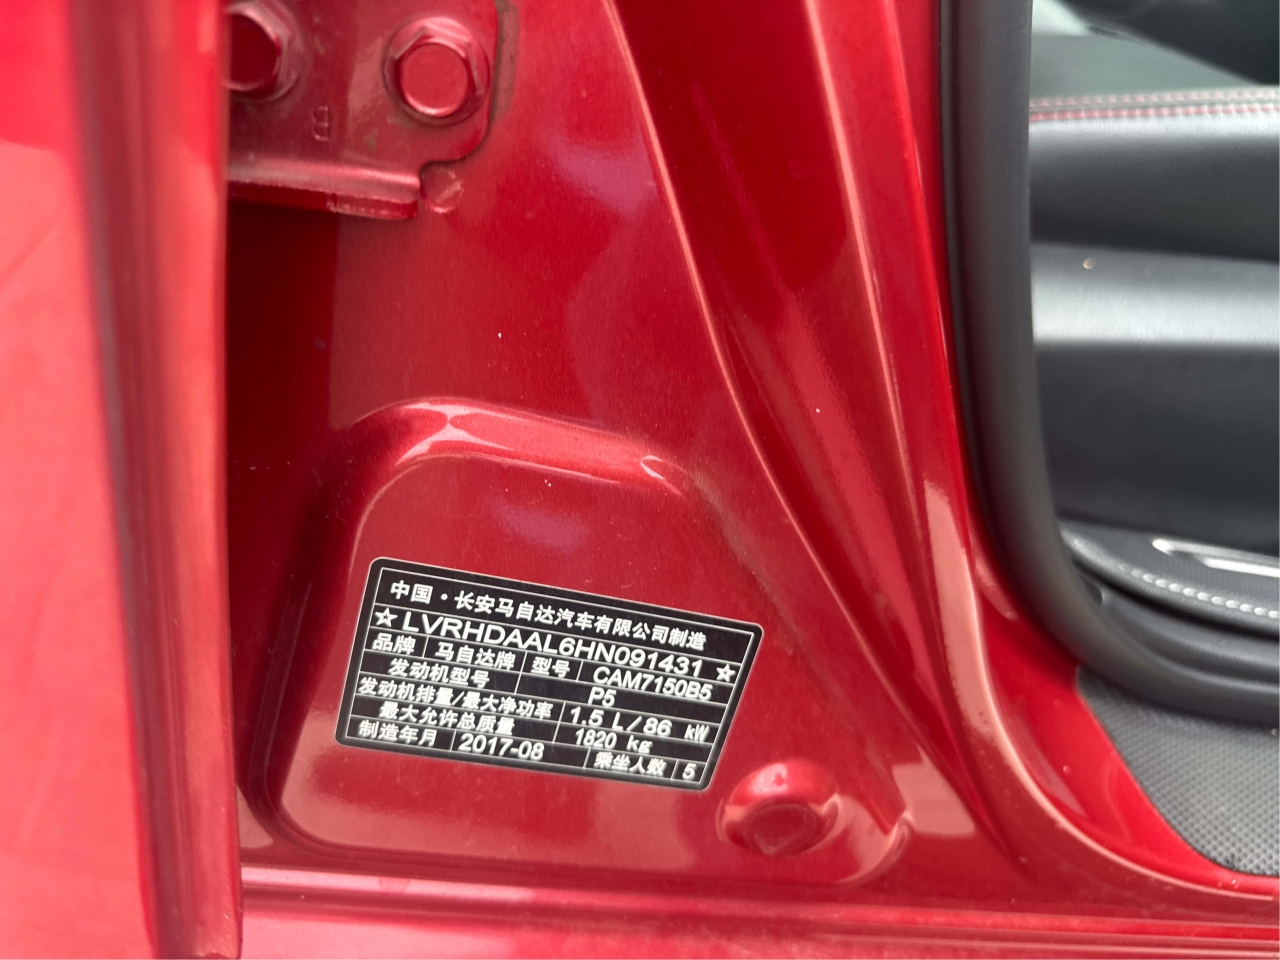 B
中国·长安马自达汽车有限公司制造
☆LVRHDAAL6HN091431☆
品牌 马自达牌 型号 CAM7150B5
发动机型号 P5
发动机排量/最大净功率 1.5 L/86 kW
最大允许总质量 1820 kg
制造年月 2017-08 乘坐人数 5